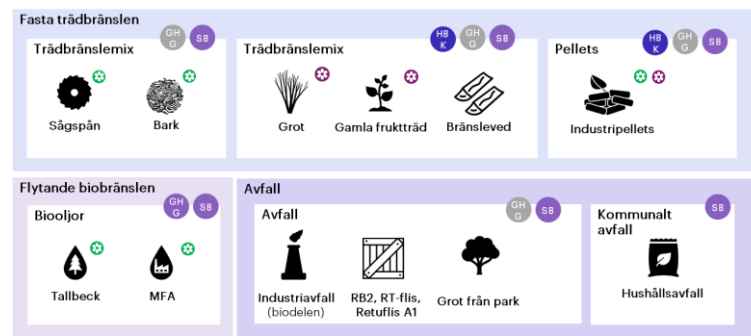 Fasta trädbränslen
Trädbränslemix
GH
G
SB
Sågspån
Bark
Trädbränslemix
HB
K
GH
G
SB
Grot
Gamla fruktträd
Bränsleved
Pellets
HB
K
GH
G
SB
Industripellets
Flytande biobränslen
GH
G
SB
Biooljor
Tallbeck
MFA
Avfall
Avfall
GH
G
SB
Industriavfall
(biodelen)
RB2, RT-flis,
Retuflis A1
Grot från park
Kommunalt
avfall
SB
Hushållsavfall